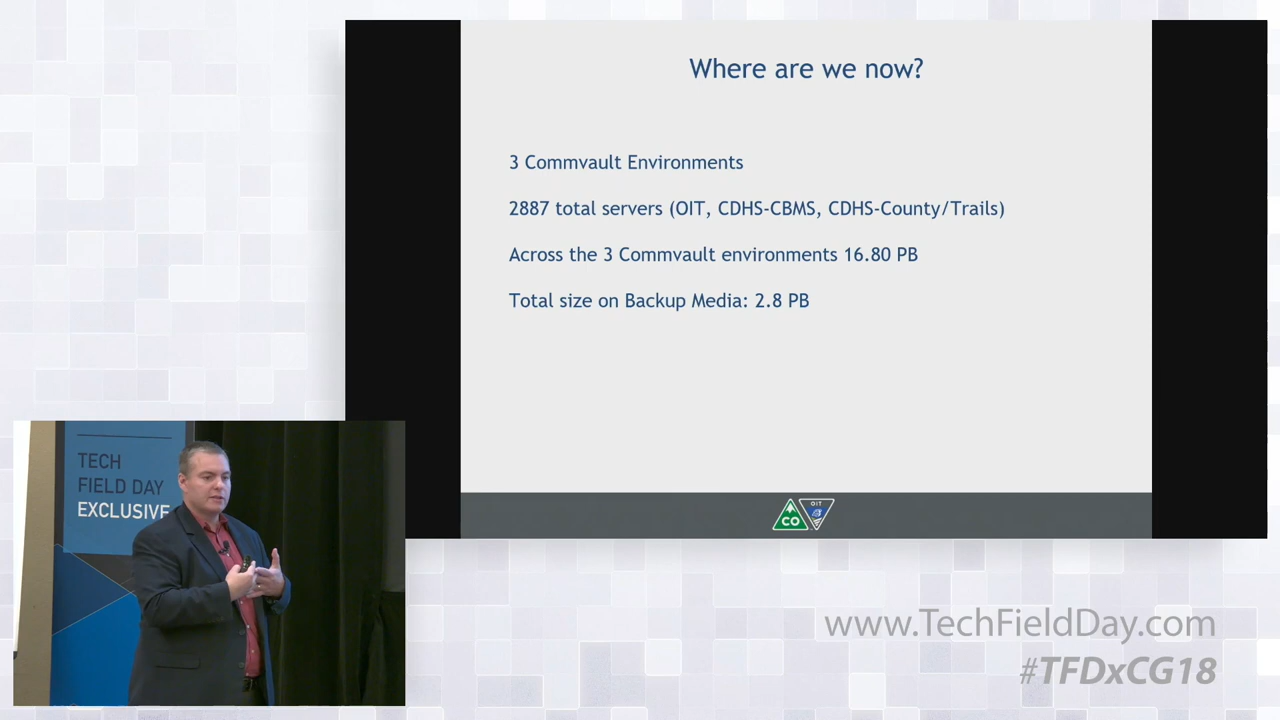 Where are we now?
3 Commvault Environments
2887 total servers (OIT, CDHS-CBMS, CDHS-County/Trails)
Across the 3 Commvault environments 16.80 PB
Total size on Backup Media: 2.8 PB
CO
OIT
TECH
FIELD DAY
EXCLUSIVE
www.TechFieldDay.com
#TFDxCG18